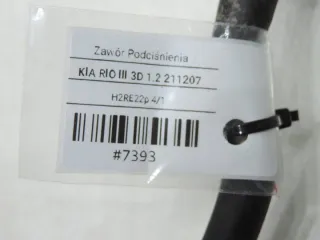 Zawór Podciśnienia
KIA RIO III 3D 1.2 211207
H2RE22p 4/1
#7393